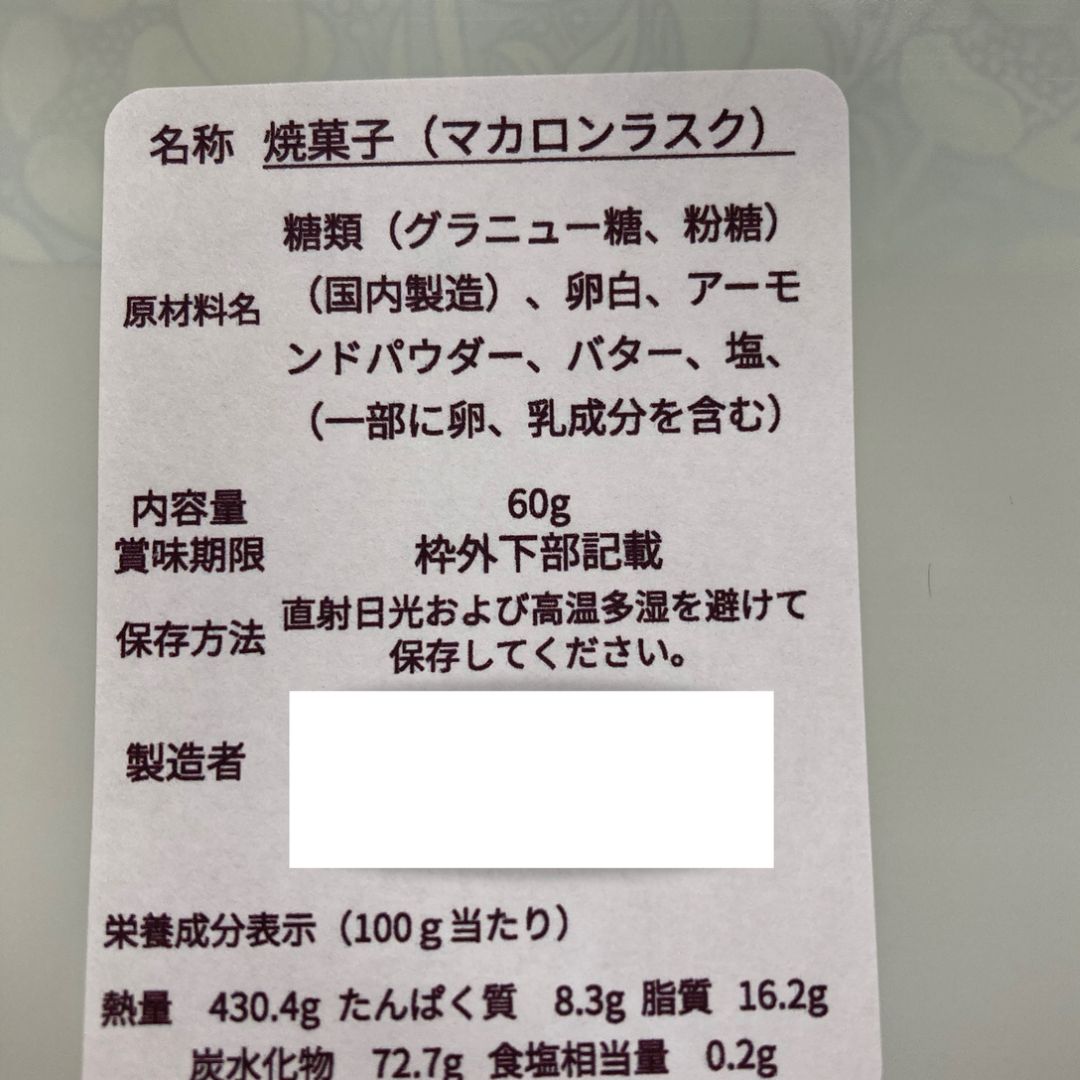 名称 焼菓子（マカロンラスク）
糖類（グラニュー糖、粉糖）
原材料名 （国内製造）、卵白、アーモ
ンドパウダー、バター、塩、
（一部に卵、乳成分を含む）
内容量 60g
賞味期限 枠外下部記載
保存方法 直射日光および高温多湿を避けて
保存してください。
製造者
栄養成分表示（100ｇ当たり）
熱量 430.4g たんぱく質 8.3g 脂質 16.2g
炭水化物 72.7g 食塩相当量 0.2g